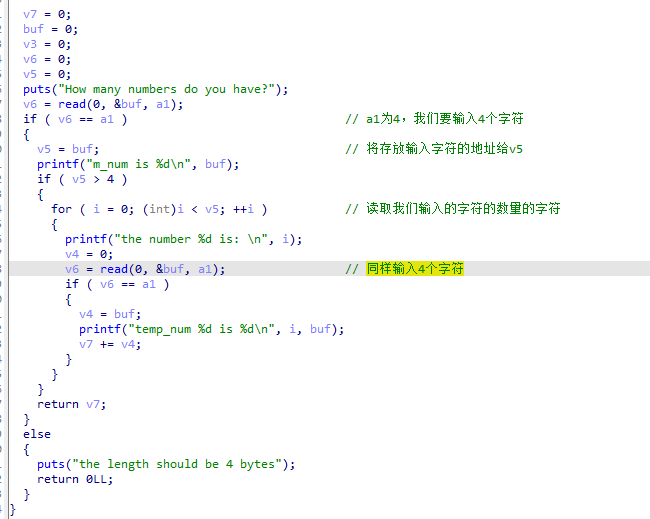 v7 = 0;
buf = 0;
v3 = 0;
v6 = 0;
v5 = 0;
puts("How many numbers do you have?");
v6 = read(0, &buf, a1);
if ( v6 == a1 ) // a1为4，我们要输入4个字符
{
v5 = buf; // 将存放输入字符的地址给v5
printf("m_num is %d\n", buf);
if ( v5 > 4 )
{
for ( i = 0; (int)i < v5; ++i ) // 读取我们输入的字符的数量的字符
{
printf("the number %d is: \n", i);
v4 = 0;
v6 = read(0, &buf, a1); // 同样输入4个字符
if ( v6 == a1 )
{
v4 = buf;
printf("temp_num %d is %d\n", i, buf);
v7 += v4;
}
}
}
return v7;
}
else
{
puts("the length should be 4 bytes");
return 0LL;
}
}